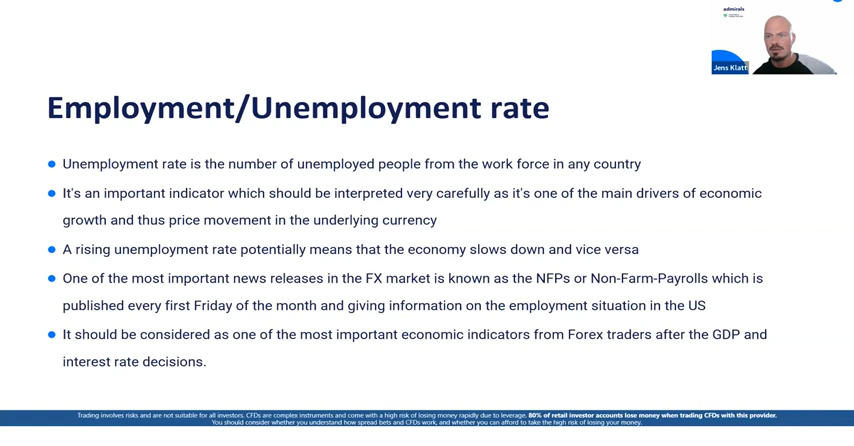 admirals
Jens Klatt
Employment/Unemployment rate
Unemployment rate is the number of unemployed people from the work force in any country
It's an important indicator which should be interpreted very carefully as it's one of the main drivers of economic
growth and thus price movement in the underlying currency
A rising unemployment rate potentially means that the economy slows down and vice versa
One of the most important news releases in the FX market is known as the NFPs or Non-Farm-Payrolls which is
published every first Friday of the month and giving information on the employment situation in the US
It should be considered as one of the most important economic indicators from Forex traders after the GDP and
interest rate decisions.
Trading involves risks and are not suitable for all investors. CFDs are complex instruments and come with a high risk of losing money rapidly due to leverage. 80% of retail investor accounts lose money when trading CFDs with this provider.
You should consider whether you understand how spread bets and CFDs work, and whether you can afford to take the high risk of losing your money.